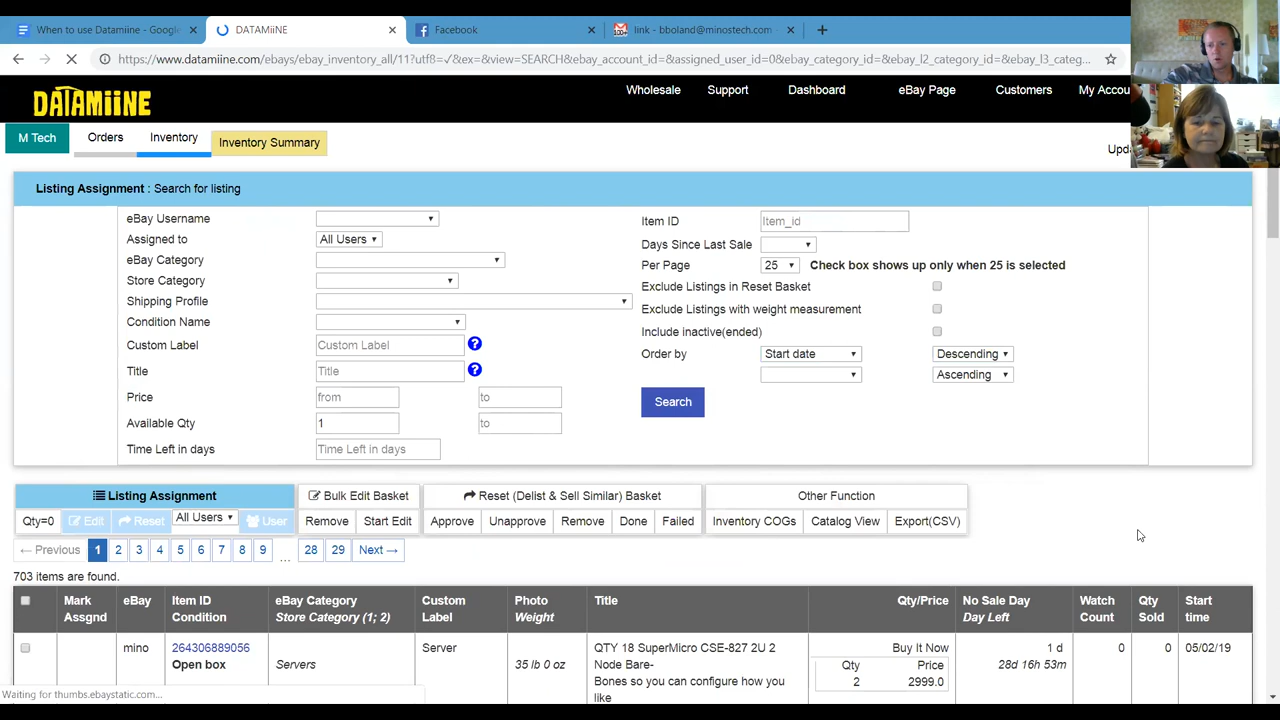 When to use Datamiine - Google
DATAMiiNE
Facebook
link - bboland@minostech.com -
https://www.datamiine.com/ebays/ebay_inventory_all/11?utf8=✓&ex=&view=SEARCH&ebay_account_id=&assigned_user_id=0&ebay_category_id=&ebay_l2_category_id=&ebay_l3_categ...
DATAMiiNE
Wholesale Support Dashboard eBay Page Customers My Accou
M Tech Orders Inventory Inventory Summary
Upda
Listing Assignment : Search for listing
eBay Username
Assigned to All Users
eBay Category
Store Category
Shipping Profile
Condition Name
Custom Label Custom Label ?
Title Title ?
Price from to
Available Qty 1 to
Time Left in days Time Left in days
Item ID Item_id
Days Since Last Sale
Per Page 25 Check box shows up only when 25 is selected
Exclude Listings in Reset Basket
Exclude Listings with weight measurement
Include inactive(ended)
Order by Start date Descending
Ascending
Search
Listing Assignment Bulk Edit Basket Reset (Delist & Sell Similar) Basket Other Function
Qty=0 Edit Reset All Users User Remove Start Edit Approve Unapprove Remove Done Failed Inventory COGs Catalog View Export(CSV)
← Previous 1 2 3 4 5 6 7 8 9 ... 28 29 Next →
703 items are found.
Mark Assgnd
eBay
Item ID
Condition
eBay Category
Store Category (1; 2)
Custom Label
Photo
Weight
Title
Qty/Price
No Sale Day
Day Left
Watch Count
Qty Sold
Start time
mino
264306889056
Open box
Servers
Server
35 lb 0 oz
QTY 18 SuperMicro CSE-827 2U 2
Node Bare-
Bones so you can configure how you
like
Buy It Now
Qty Price
2 2999.0
1 d
28d 16h 53m
0
0
05/02/19
Waiting for thumbs.ebaystatic.com...